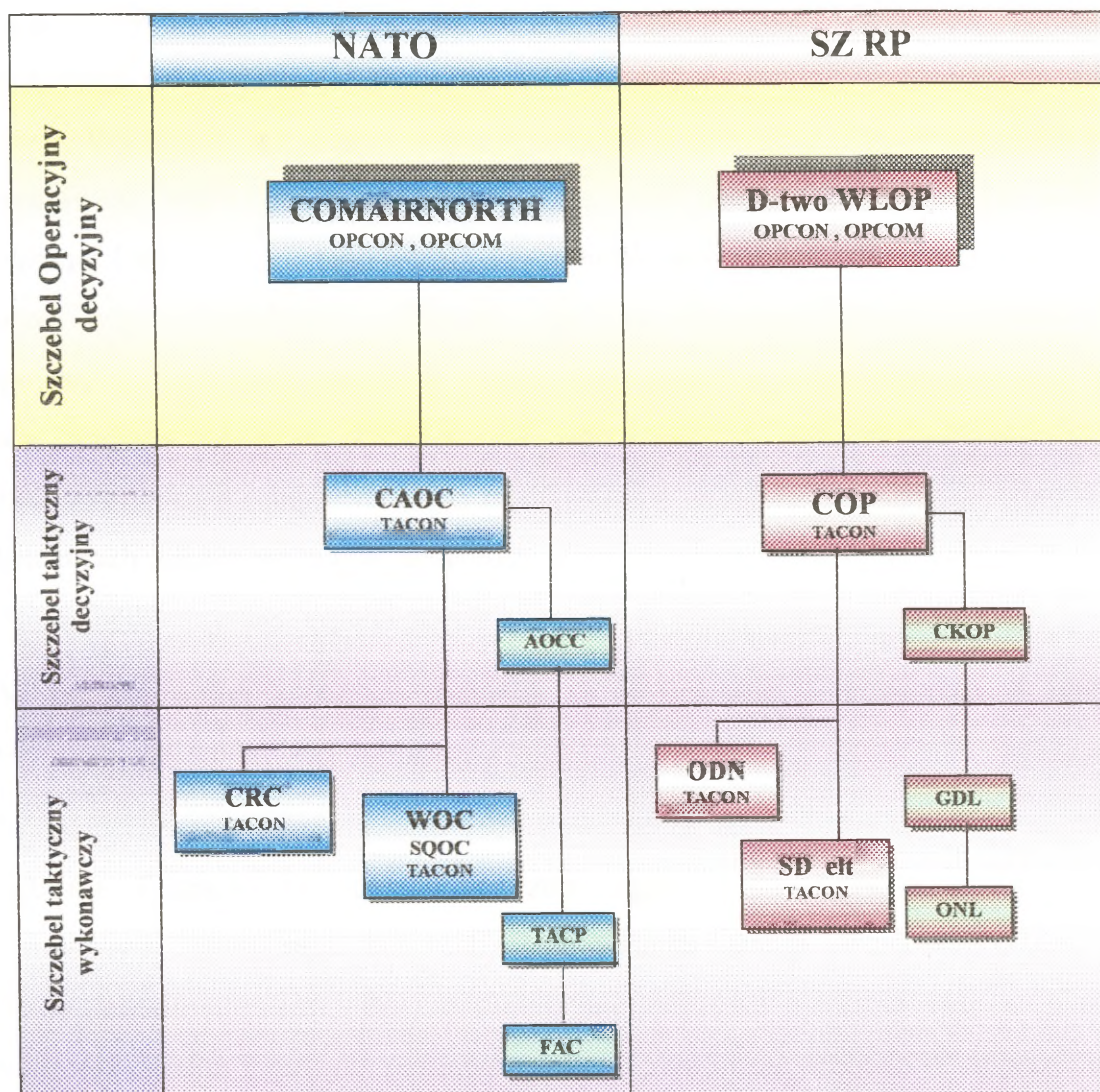 NATO
SZ RP
Szczebel Operacyjny
decyzyjny
COMAIRNORTH
OPCON , OPCOM
D-two WLOP
OPCON , OPCOM
Szczebel taktyczny
decyzyjny
CAOC
TACON
AOCC
COP
TACON
CKOP
Szczebel taktyczny
wykonawczy
CRC
TACON
WOC
SQOC
TACON
TACP
FAC
ODN
TACON
SD elt
TACON
GDL
ONL